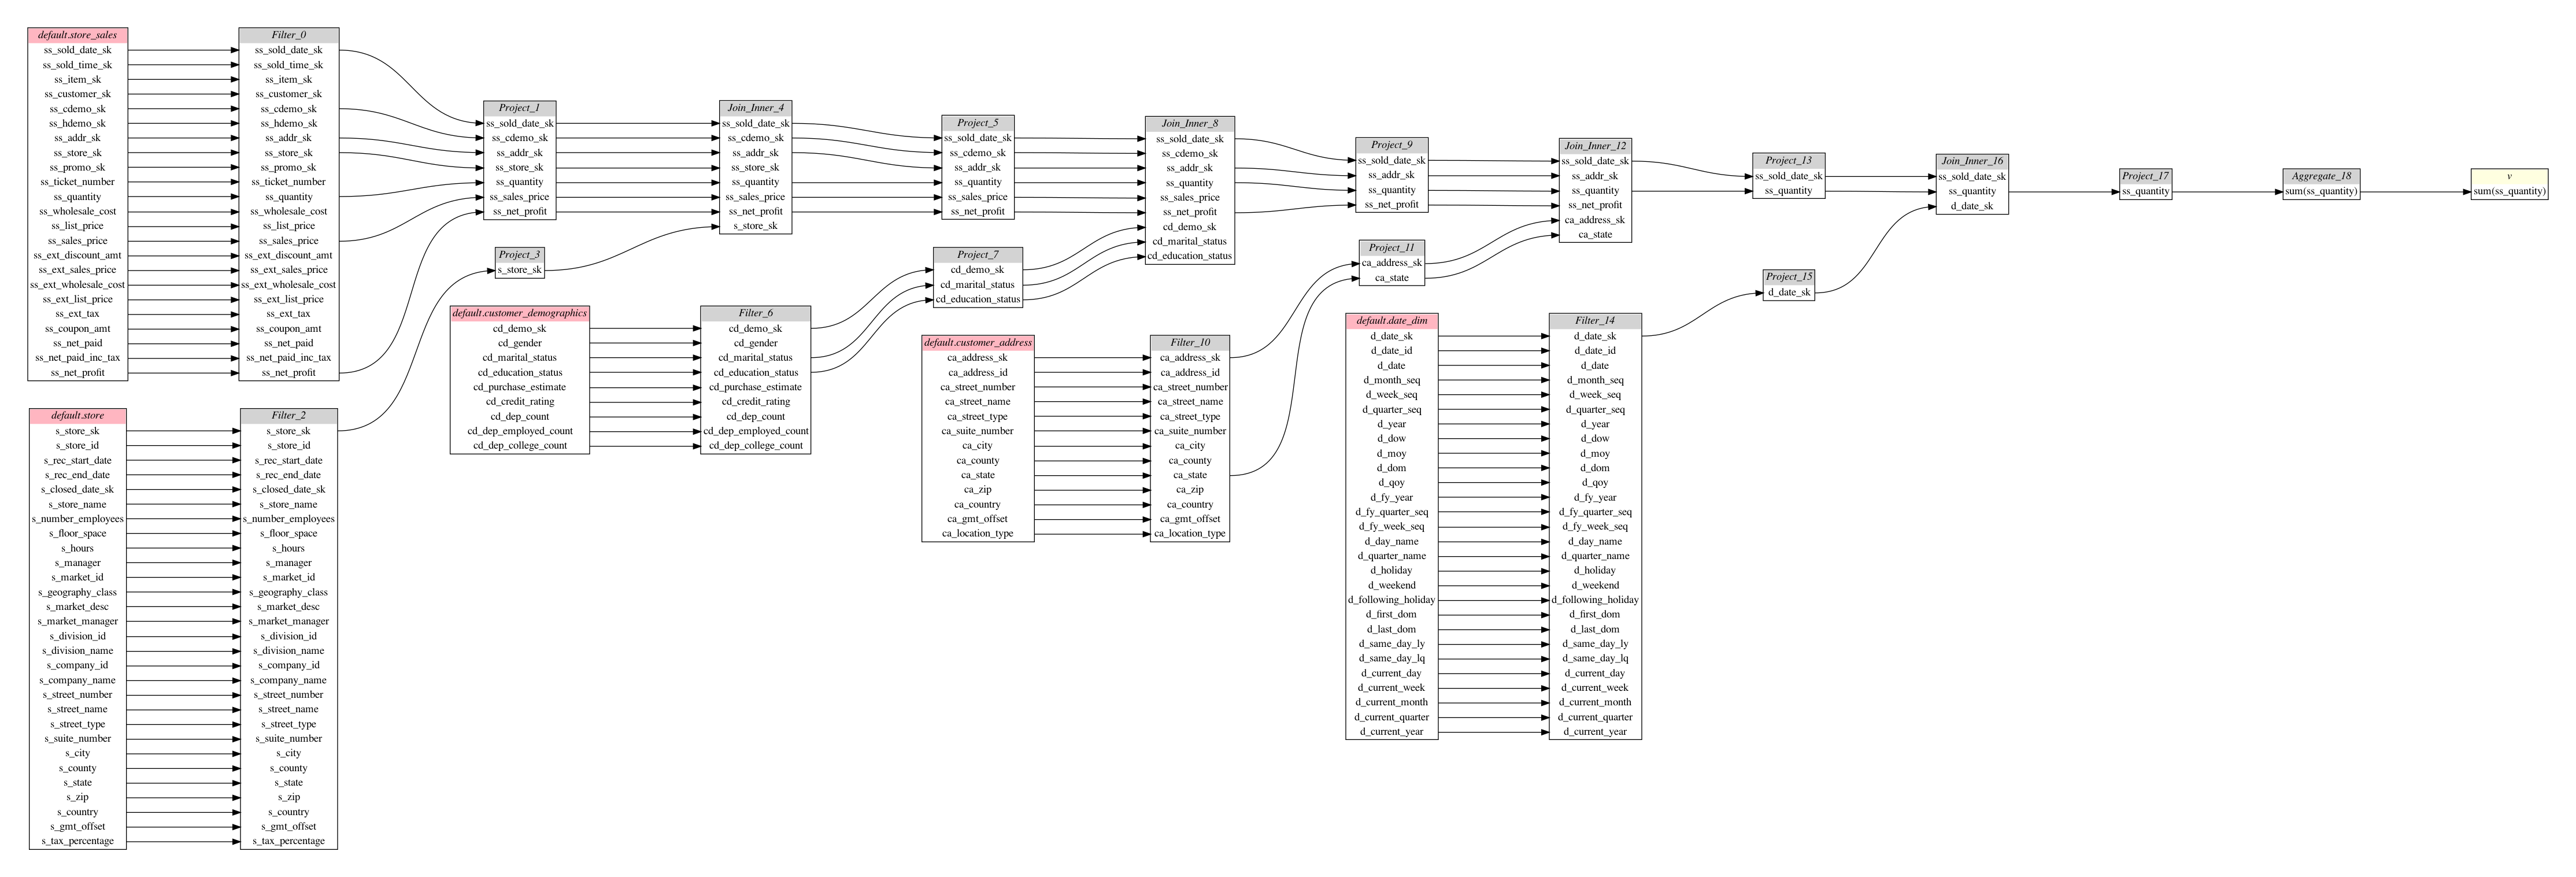 default.store_sales
ss_sold_date_sk
ss_sold_time_sk
ss_item_sk
ss_customer_sk
ss_cdemo_sk
ss_hdemo_sk
ss_addr_sk
ss_store_sk
ss_promo_sk
ss_ticket_number
ss_quantity
ss_wholesale_cost
ss_list_price
ss_sales_price
ss_ext_discount_amt
ss_ext_sales_price
ss_ext_wholesale_cost
ss_ext_list_price
ss_ext_tax
ss_coupon_amt
ss_net_paid
ss_net_paid_inc_tax
ss_net_profit
Filter_0
ss_sold_date_sk
ss_sold_time_sk
ss_item_sk
ss_customer_sk
ss_cdemo_sk
ss_hdemo_sk
ss_addr_sk
ss_store_sk
ss_promo_sk
ss_ticket_number
ss_quantity
ss_wholesale_cost
ss_list_price
ss_sales_price
ss_ext_discount_amt
ss_ext_sales_price
ss_ext_wholesale_cost
ss_ext_list_price
ss_ext_tax
ss_coupon_amt
ss_net_paid
ss_net_paid_inc_tax
ss_net_profit
default.store
s_store_sk
s_store_id
s_rec_start_date
s_rec_end_date
s_closed_date_sk
s_store_name
s_number_employees
s_floor_space
s_hours
s_manager
s_market_id
s_geography_class
s_market_desc
s_market_manager
s_division_id
s_division_name
s_company_id
s_company_name
s_street_number
s_street_name
s_street_type
s_suite_number
s_city
s_county
s_state
s_zip
s_country
s_gmt_offset
s_tax_percentage
Filter_2
s_store_sk
s_store_id
s_rec_start_date
s_rec_end_date
s_closed_date_sk
s_store_name
s_number_employees
s_floor_space
s_hours
s_manager
s_market_id
s_geography_class
s_market_desc
s_market_manager
s_division_id
s_division_name
s_company_id
s_company_name
s_street_number
s_street_name
s_street_type
s_suite_number
s_city
s_county
s_state
s_zip
s_country
s_gmt_offset
s_tax_percentage
Project_1
ss_sold_date_sk
ss_cdemo_sk
ss_addr_sk
ss_store_sk
ss_quantity
ss_sales_price
ss_net_profit
Project_3
s_store_sk
default.customer_demographics
cd_demo_sk
cd_gender
cd_marital_status
cd_education_status
cd_purchase_estimate
cd_credit_rating
cd_dep_count
cd_dep_employed_count
cd_dep_college_count
Join_Inner_4
ss_sold_date_sk
ss_cdemo_sk
ss_addr_sk
ss_store_sk
ss_quantity
ss_sales_price
ss_net_profit
s_store_sk
Filter_6
cd_demo_sk
cd_gender
cd_marital_status
cd_education_status
cd_purchase_estimate
cd_credit_rating
cd_dep_count
cd_dep_employed_count
cd_dep_college_count
Project_5
ss_sold_date_sk
ss_cdemo_sk
ss_addr_sk
ss_quantity
ss_sales_price
ss_net_profit
Project_7
cd_demo_sk
cd_marital_status
cd_education_status
default.customer_address
ca_address_sk
ca_address_id
ca_street_number
ca_street_name
ca_street_type
ca_suite_number
ca_city
ca_county
ca_state
ca_zip
ca_country
ca_gmt_offset
ca_location_type
Join_Inner_8
ss_sold_date_sk
ss_cdemo_sk
ss_addr_sk
ss_quantity
ss_sales_price
ss_net_profit
cd_demo_sk
cd_marital_status
cd_education_status
Filter_10
ca_address_sk
ca_address_id
ca_street_number
ca_street_name
ca_street_type
ca_suite_number
ca_city
ca_county
ca_state
ca_zip
ca_country
ca_gmt_offset
ca_location_type
Project_9
ss_sold_date_sk
ss_addr_sk
ss_quantity
ss_net_profit
Project_11
ca_address_sk
ca_state
default.date_dim
d_date_sk
d_date_id
d_date
d_month_seq
d_week_seq
d_quarter_seq
d_year
d_dow
d_moy
d_dom
d_qoy
d_fy_year
d_fy_quarter_seq
d_fy_week_seq
d_day_name
d_quarter_name
d_holiday
d_weekend
d_following_holiday
d_first_dom
d_last_dom
d_same_day_ly
d_same_day_lq
d_current_day
d_current_week
d_current_month
d_current_quarter
d_current_year
Join_Inner_12
ss_sold_date_sk
ss_addr_sk
ss_quantity
ss_net_profit
ca_address_sk
ca_state
Filter_14
d_date_sk
d_date_id
d_date
d_month_seq
d_week_seq
d_quarter_seq
d_year
d_dow
d_moy
d_dom
d_qoy
d_fy_year
d_fy_quarter_seq
d_fy_week_seq
d_day_name
d_quarter_name
d_holiday
d_weekend
d_following_holiday
d_first_dom
d_last_dom
d_same_day_ly
d_same_day_lq
d_current_day
d_current_week
d_current_month
d_current_quarter
d_current_year
Project_13
ss_sold_date_sk
ss_quantity
Project_15
d_date_sk
Join_Inner_16
ss_sold_date_sk
ss_quantity
d_date_sk
Project_17
ss_quantity
Aggregate_18
sum(ss_quantity)
v
sum(ss_quantity)